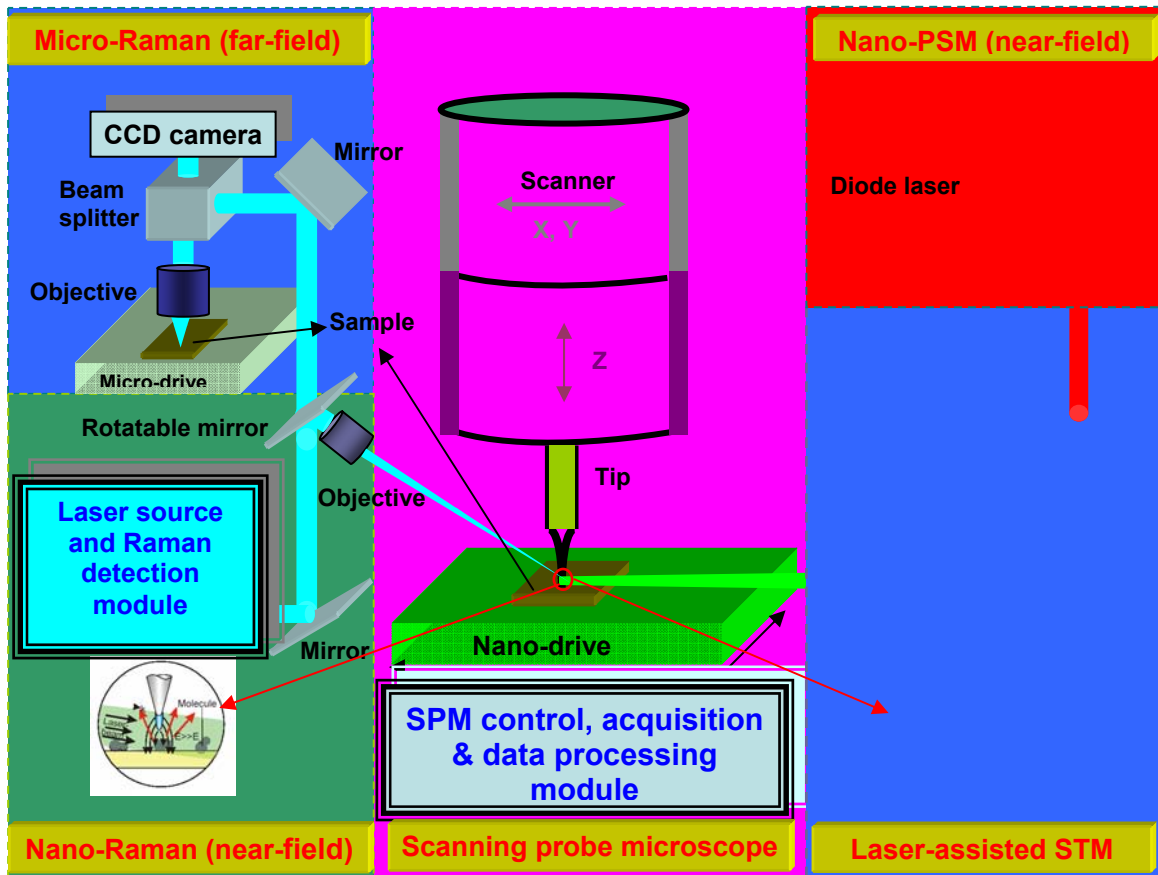 Micro-Raman (far-field)
Nano-PSM (near-field)
CCD camera
Mirror
Beam
splitter
Scanner
X, Y
Diode laser
Objective
Sample
Z
Micro-drive
Rotatable mirror
Tip
Objective
Laser source
and Raman
detection
module
Mirror
Nano-drive
Molecule
Laser
E>>E
SPM control, acquisition
& data processing
module
Nano-Raman (near-field)
Scanning probe microscope
Laser-assisted STM